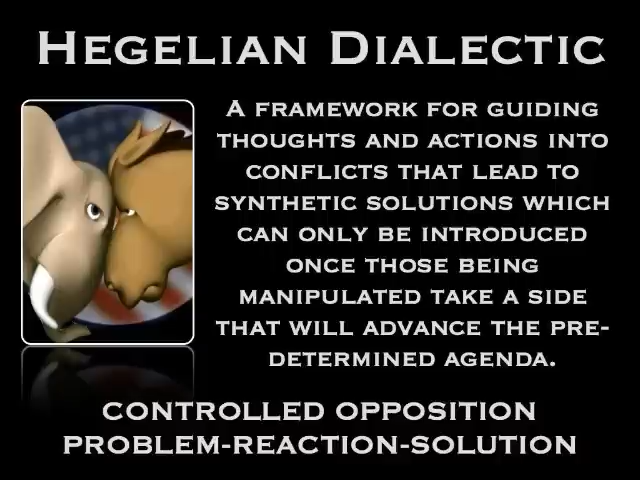 HEGELIAN DIALECTIC
A FRAMEWORK FOR GUIDING
THOUGHTS AND ACTIONS INTO
CONFLICTS THAT LEAD TO
SYNTHETIC SOLUTIONS WHICH
CAN ONLY BE INTRODUCED
ONCE THOSE BEING
MANIPULATED TAKE A SIDE
THAT WILL ADVANCE THE PRE-
DETERMINED AGENDA.
CONTROLLED OPPOSITION
PROBLEM-REACTION-SOLUTION